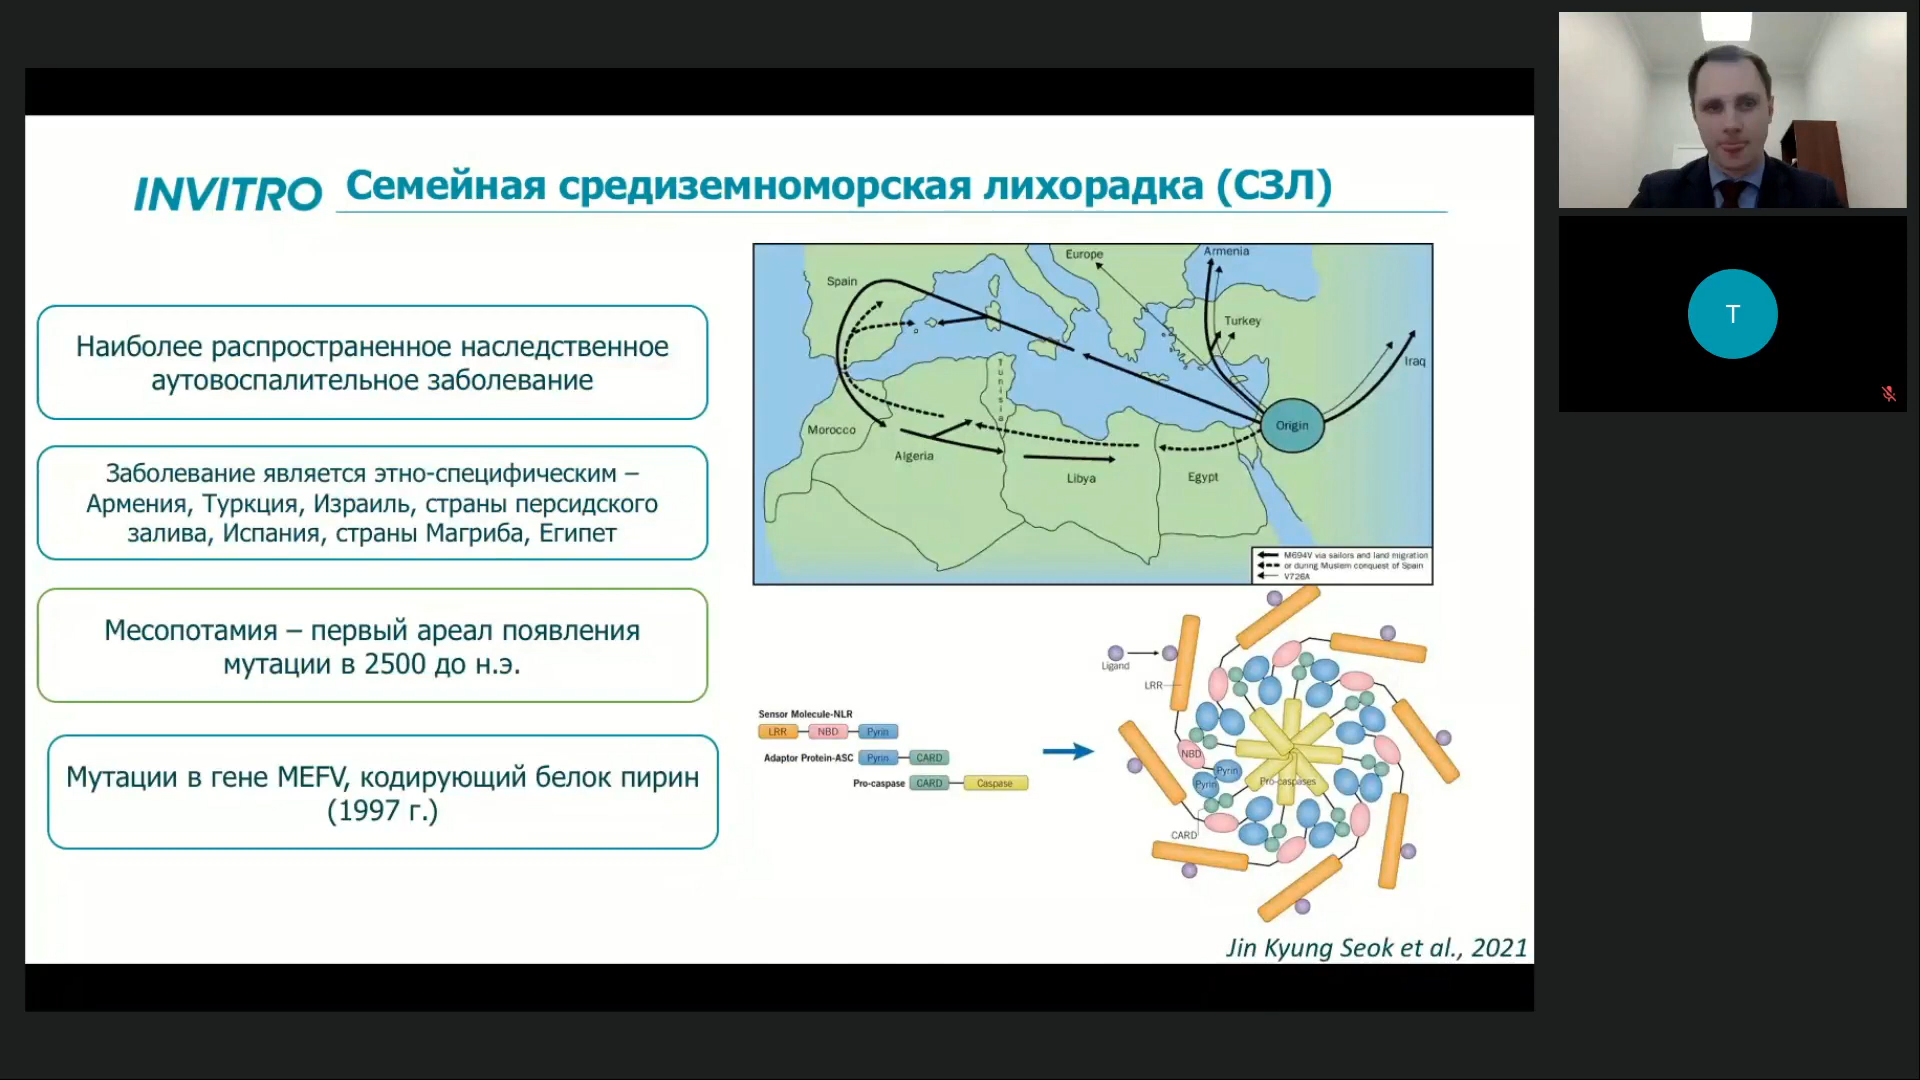 INVITRO Семейная средиземноморская лихорадка (СЗЛ)
Наиболее распространенное наследственное
аутовоспалительное заболевание
Заболевание является этно-специфическим –
Армения, Турция, Израиль, страны персидского
залива, Испания, страны Магриба, Египет
Месопотамия – первый ареал появления
мутации в 2500 до н.э.
Мутации в гене MEFV, кодирующий белок пирин
(1997 г.)
Europe
Armenia
Spain
Turkey
Iraq
Tunisia
Origin
Morocco
Algeria
Libya
Egypt
M694V via sailors and land migration
or during Muslem conquest of Spain
V726A
Sensor Molecule-NLR
LRR NBD Pyrin
Adaptor Protein-ASC Pyrin CARD
Pro-caspase CARD Caspase
Ligand
LRR
NBD
Pyrin
Pyrin
Pro-caspases
CARD
Jin Kyung Seok et al., 2021
T